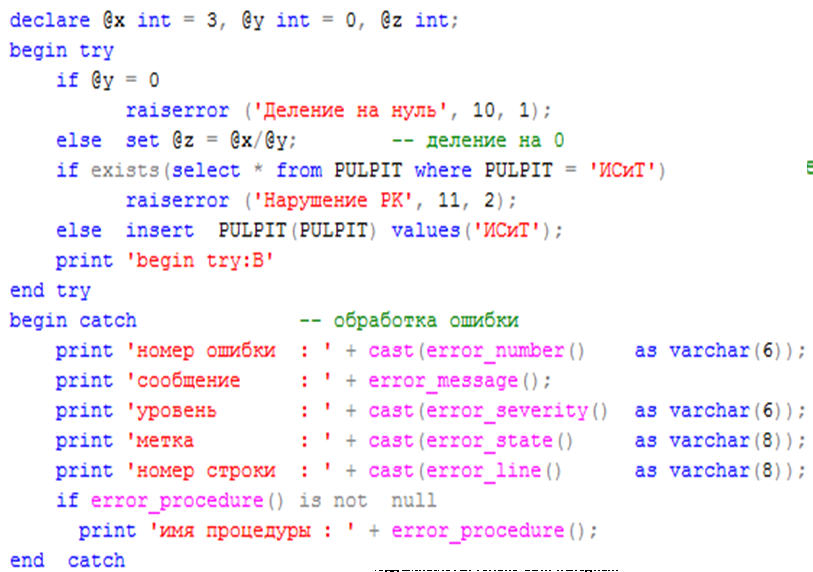 declare @x int = 3, @y int = 0, @z int;
begin try
if @y = 0
raiserror ('Деление на нуль', 10, 1);
else set @z = @x/@y; -- деление на 0
if exists(select * from PULPIT where PULPIT = 'ИСиТ')
raiserror ('Нарушение РК', 11, 2);
else insert PULPIT(PULPIT) values('ИСиТ');
print 'begin try:В'
end try
begin catch -- обработка ошибки
print 'номер ошибки : ' + cast(error_number() as varchar(6));
print 'сообщение : ' + error_message();
print 'уровень : ' + cast(error_severity() as varchar(6));
print 'метка : ' + cast(error_state() as varchar(8));
print 'номер строки : ' + cast(error_line() as varchar(8));
if error_procedure() is not null
print 'имя процедуры : ' + error_procedure();
end catch